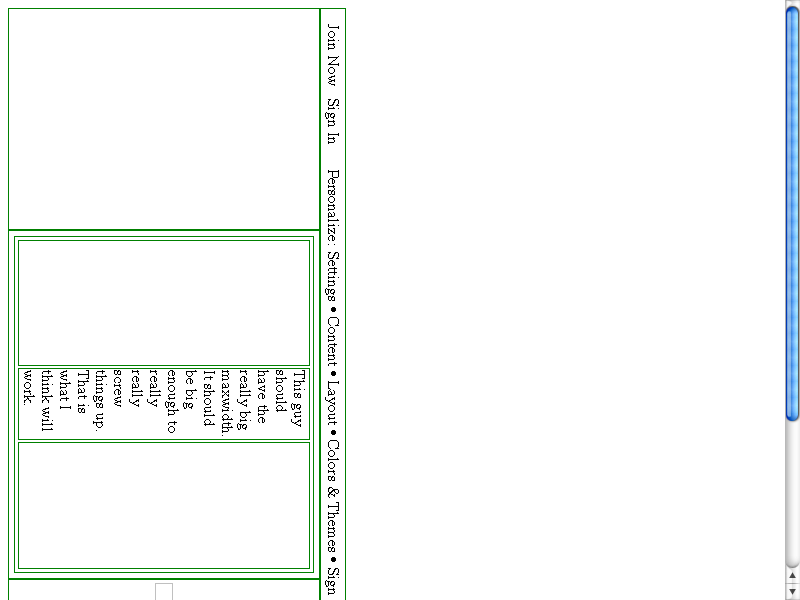 Join Now Sign In Personalize: Settings • Content • Layout • Colors & Themes • Sign
This guy
should
have the
really big
maxwidth.
It should
be big
enough to
really
really
screw
things up.
That is
what I
think will
work.